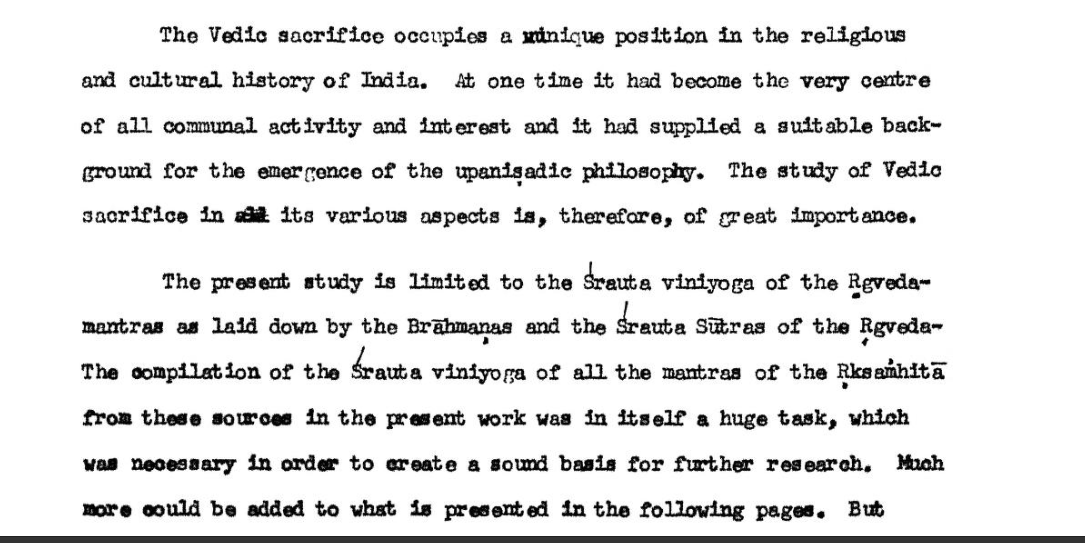 The Vedic sacrifice occupies a unique position in the religious
and cultural history of India. At one time it had become the very centre
of all communal activity and interest and it had supplied a suitable back-
ground for the emergence of the upaniṣadic philosophy. The study of Vedic
sacrifice in all its various aspects is, therefore, of great importance.
The present study is limited to the Śrauta viniyoga of the Ṛgveda-
mantras as laid down by the Brāhmaṇas and the Śrauta Sūtras of the Ṛgveda-
The compilation of the Śrauta viniyoga of all the mantras of the Ṛksaṁhitā
from these sources in the present work was in itself a huge task, which
was necessary in order to create a sound basis for further research. Much
more could be added to what is presented in the following pages. But